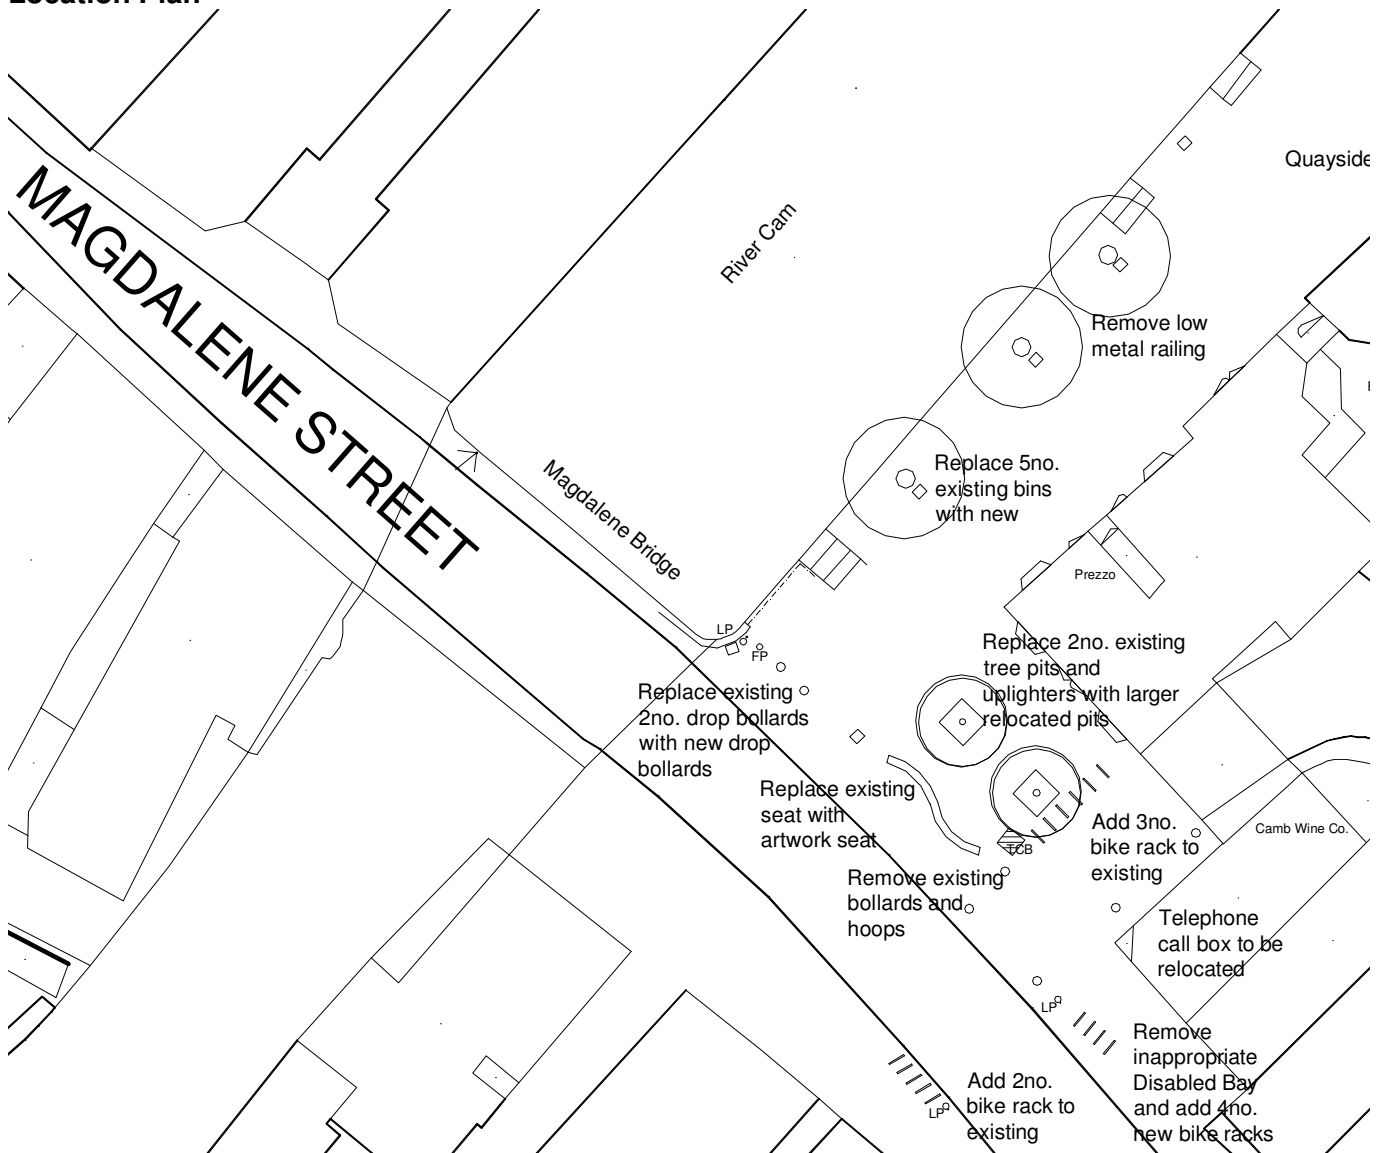 Location Plan
MAGDALENE STREET
River Cam
Quayside
Remove low
metal railing
Magdalene Bridge
Replace 5no.
existing bins
with new
Prezzo
LP
FP
Replace 2no. existing
tree pits and
uplighters with larger
relocated pits
Replace existing
2no. drop bollards
with new drop
bollards
Replace existing
seat with
artwork seat
Add 3no.
bike rack to
existing
Camb Wine Co.
TCB
Remove existing
bollards and
hoops
Telephone
call box to be
relocated
LP
Remove
inappropriate
Disabled Bay
and add 4no.
new bike racks
Add 2no.
bike rack to
existing
LP